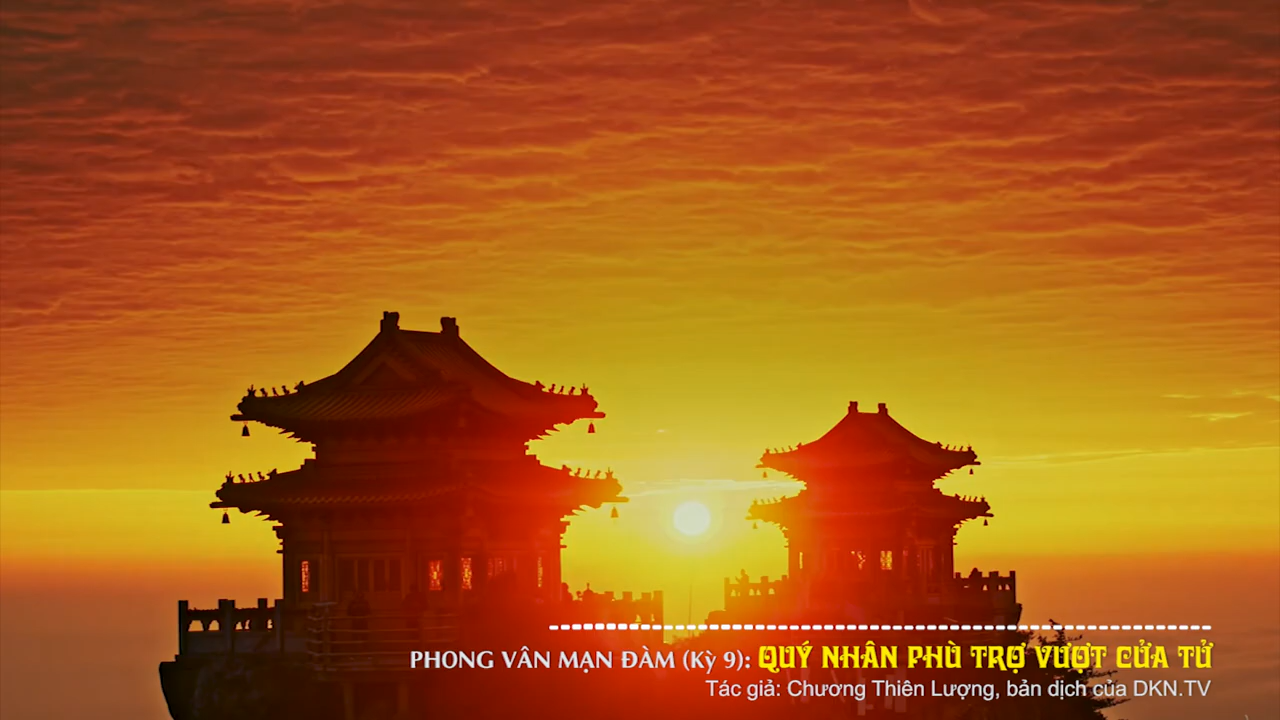 PHONG VÂN MẠN ĐÀM (Kỳ 9): QUÝ NHÂN PHÙ TRỢ VƯỢT CỬA TỬ
Tác giả: Chương Thiên Lượng, bản dịch của DKN.TV